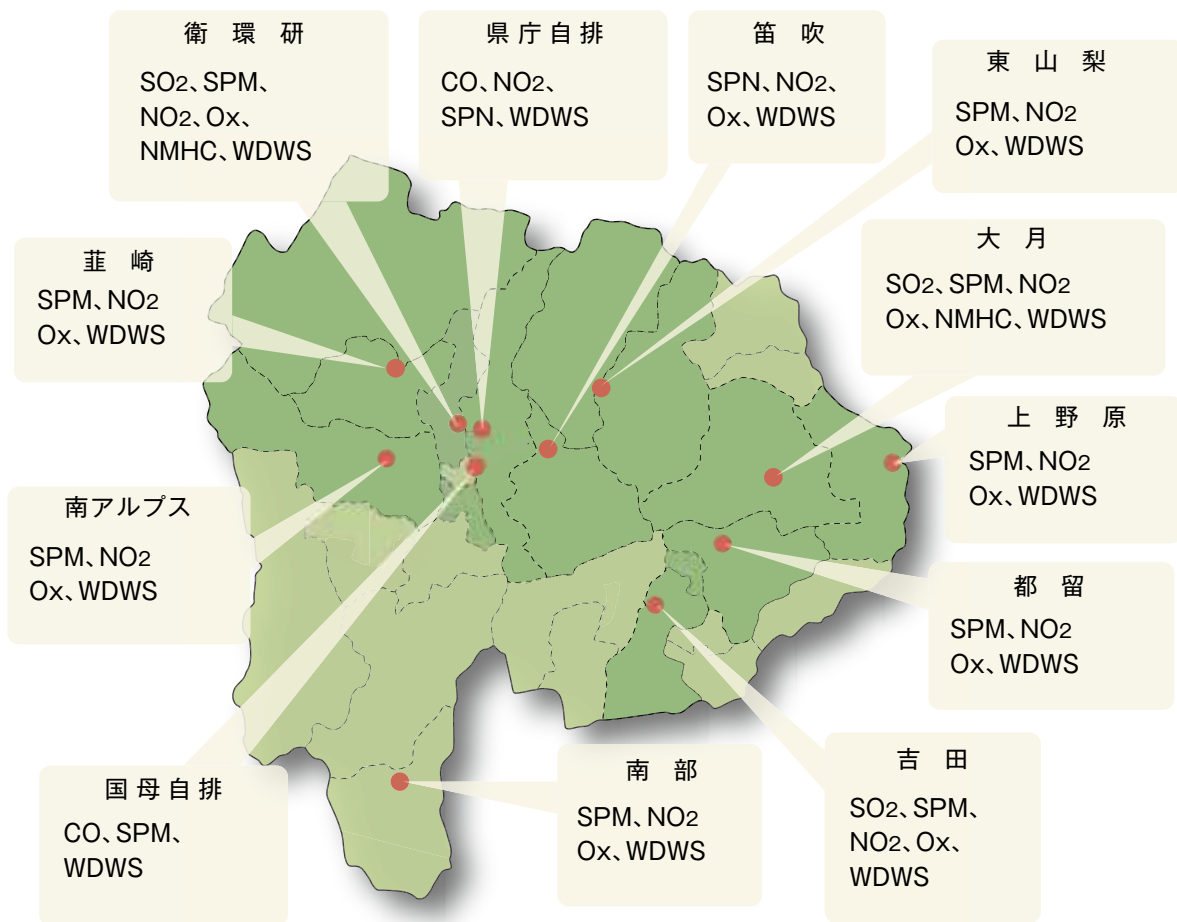 衛環研
SO2、SPM、
NO2、Ox、
NMHC、WDWS
県庁自排
CO、NO2、
SPN、WDWS
笛吹
SPN、NO2、
Ox、WDWS
東山梨
SPM、NO2
Ox、WDWS
韮崎
SPM、NO2
Ox、WDWS
大月
SO2、SPM、NO2
Ox、NMHC、WDWS
上野原
SPM、NO2
Ox、WDWS
南アルプス
SPM、NO2
Ox、WDWS
都留
SPM、NO2
Ox、WDWS
国母自排
CO、SPM、
WDWS
南部
SPM、NO2
Ox、WDWS
吉田
SO2、SPM、
NO2、Ox、
WDWS